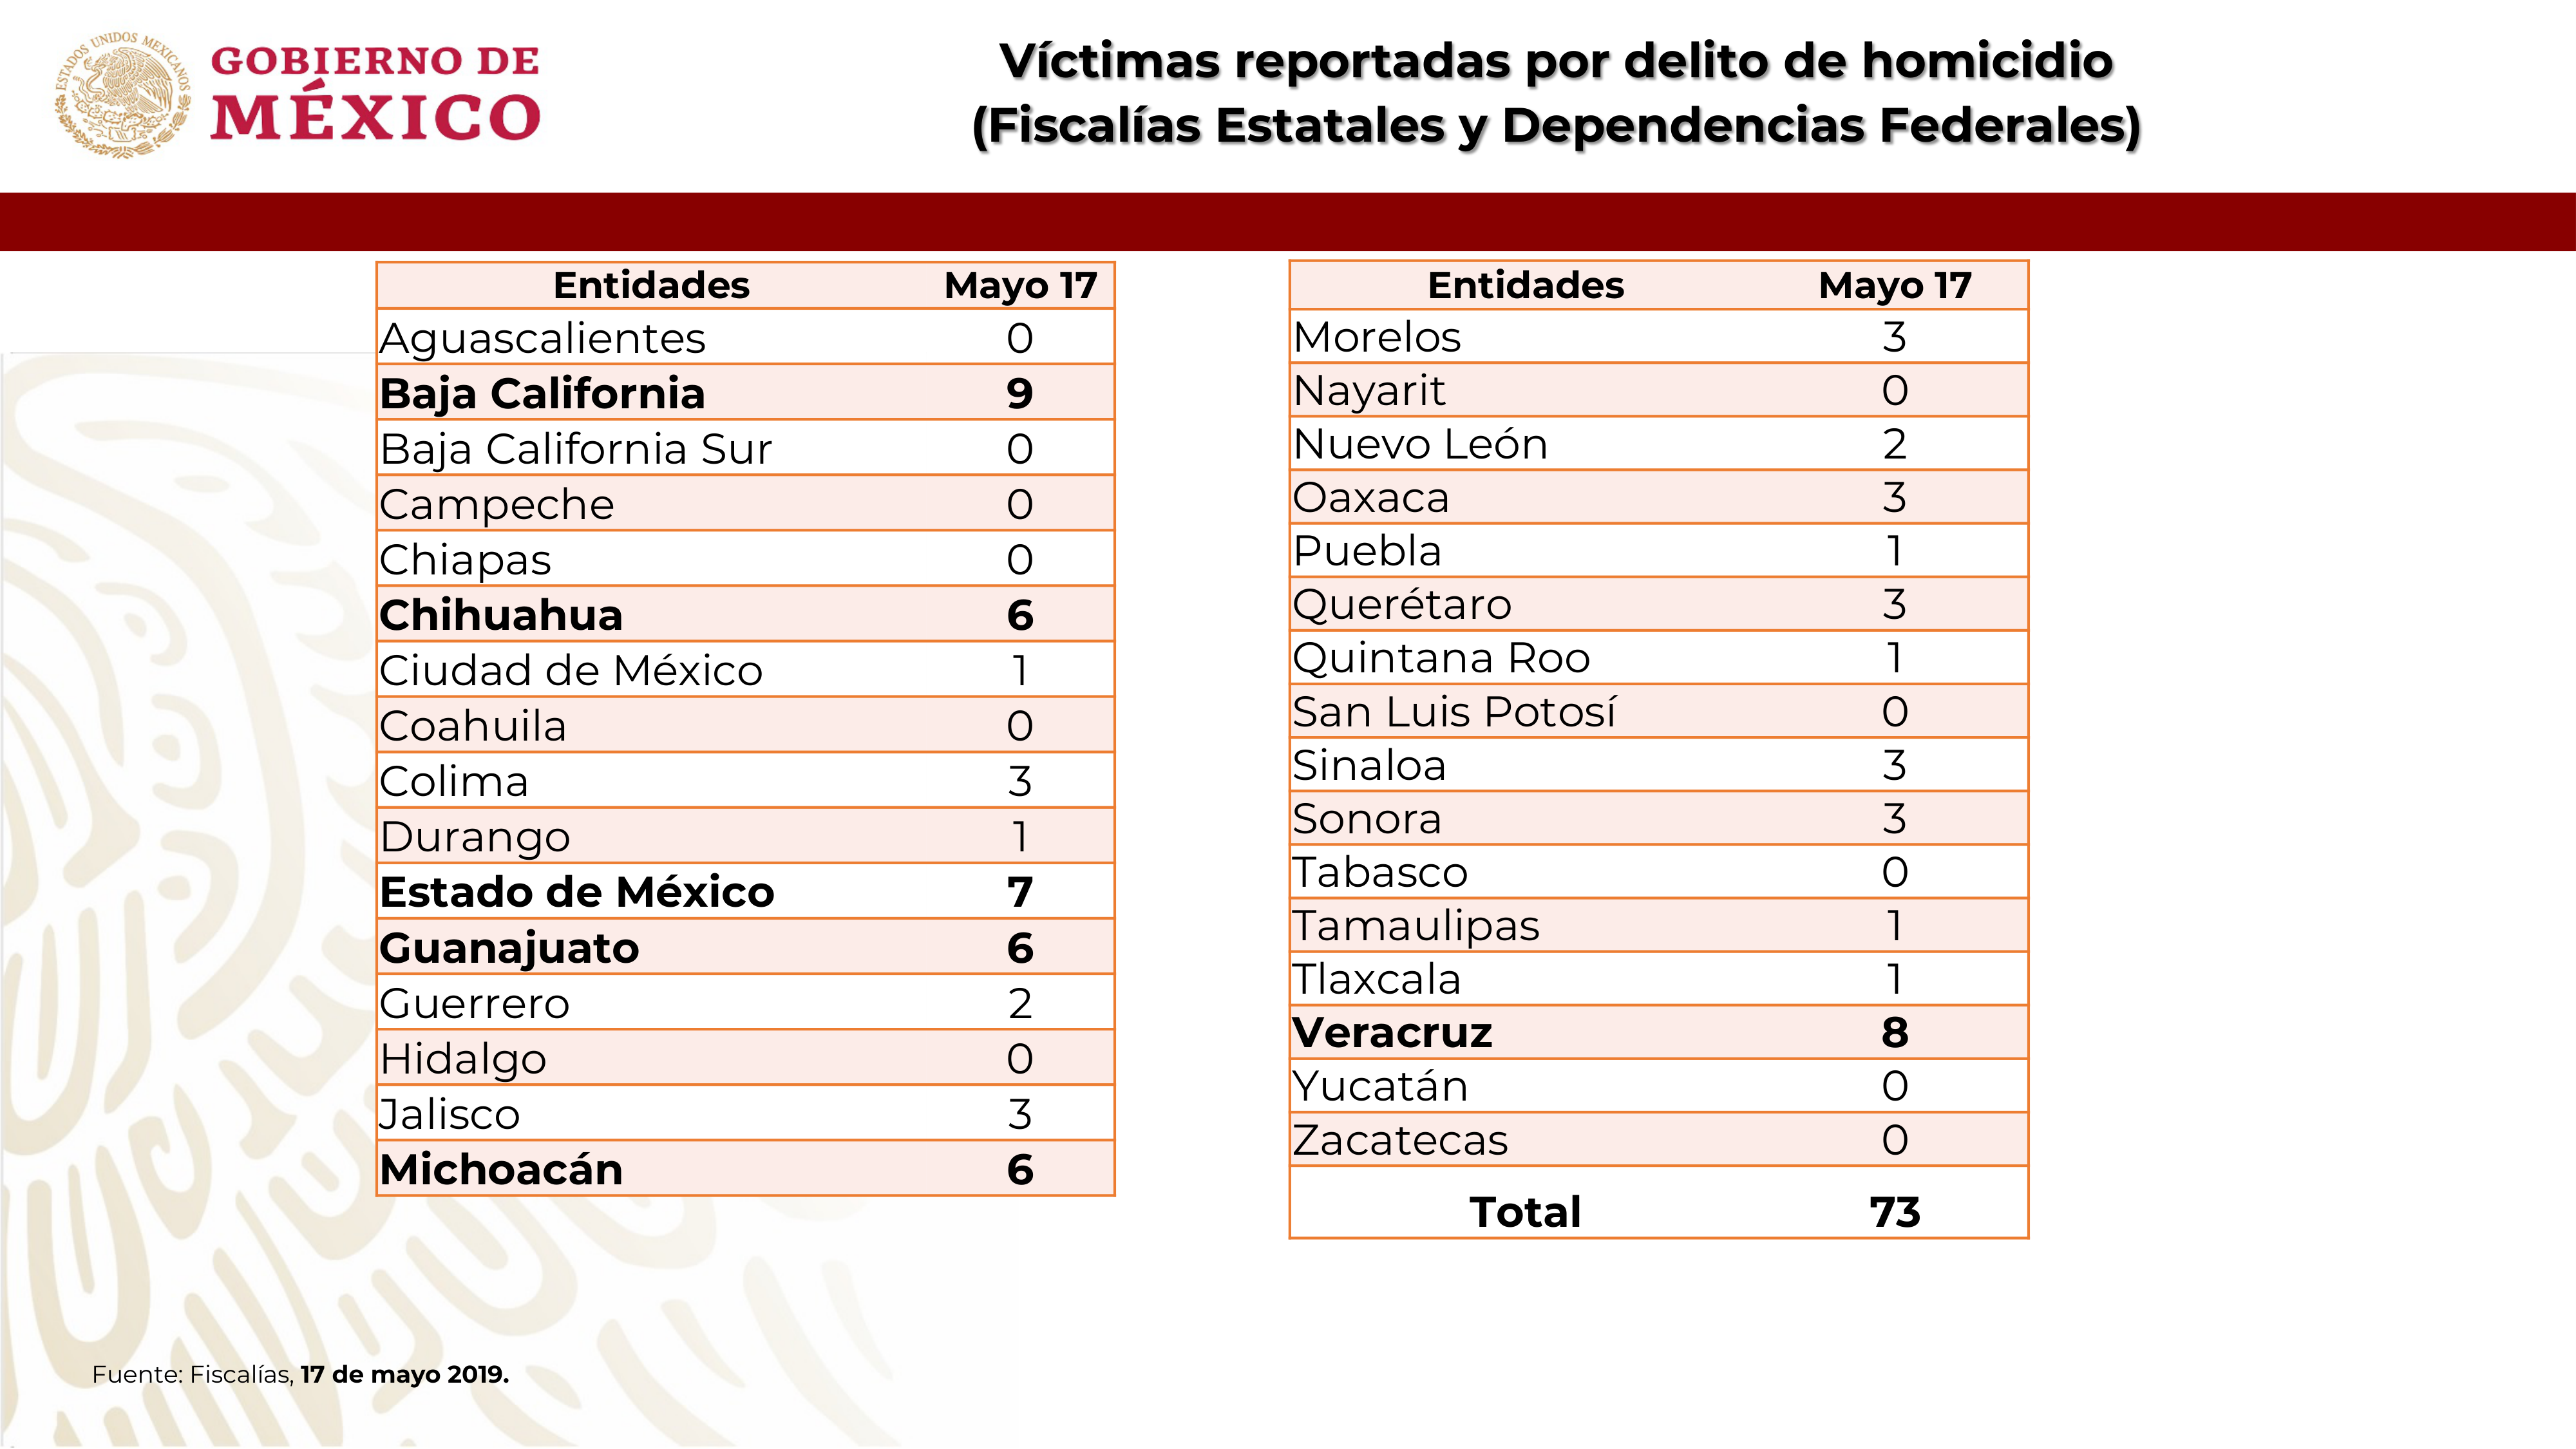 ESTADOS UNIDOS MEXICANOS
GOBIERNO DE
MÉXICO
Víctimas reportadas por delito de homicidio
(Fiscalías Estatales y Dependencias Federales)
Entidades Mayo 17
Aguascalientes 0
Baja California 9
Baja California Sur 0
Campeche 0
Chiapas 0
Chihuahua 6
Ciudad de México 1
Coahuila 0
Colima 3
Durango 1
Estado de México 7
Guanajuato 6
Guerrero 2
Hidalgo 0
Jalisco 3
Michoacán 6
Entidades Mayo 17
Morelos 3
Nayarit 0
Nuevo León 2
Oaxaca 3
Puebla 1
Querétaro 3
Quintana Roo 1
San Luis Potosí 0
Sinaloa 3
Sonora 3
Tabasco 0
Tamaulipas 1
Tlaxcala 1
Veracruz 8
Yucatán 0
Zacatecas 0
Total 73
Fuente: Fiscalías, 17 de mayo 2019.